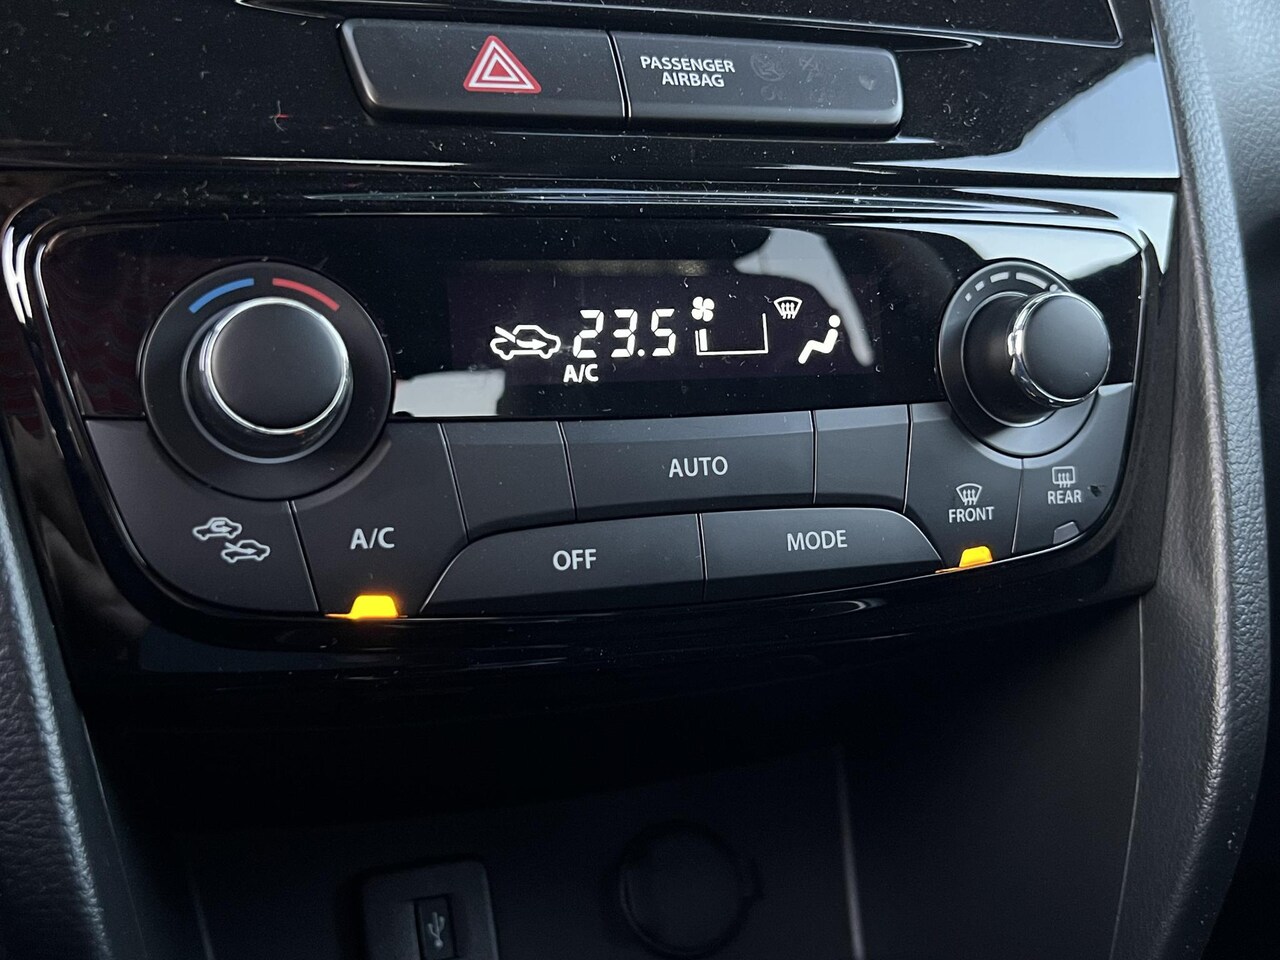 PASSENGER
AIRBAG
23.5
A/C
AUTO
A/C
OFF
MODE
FRONT
REAR